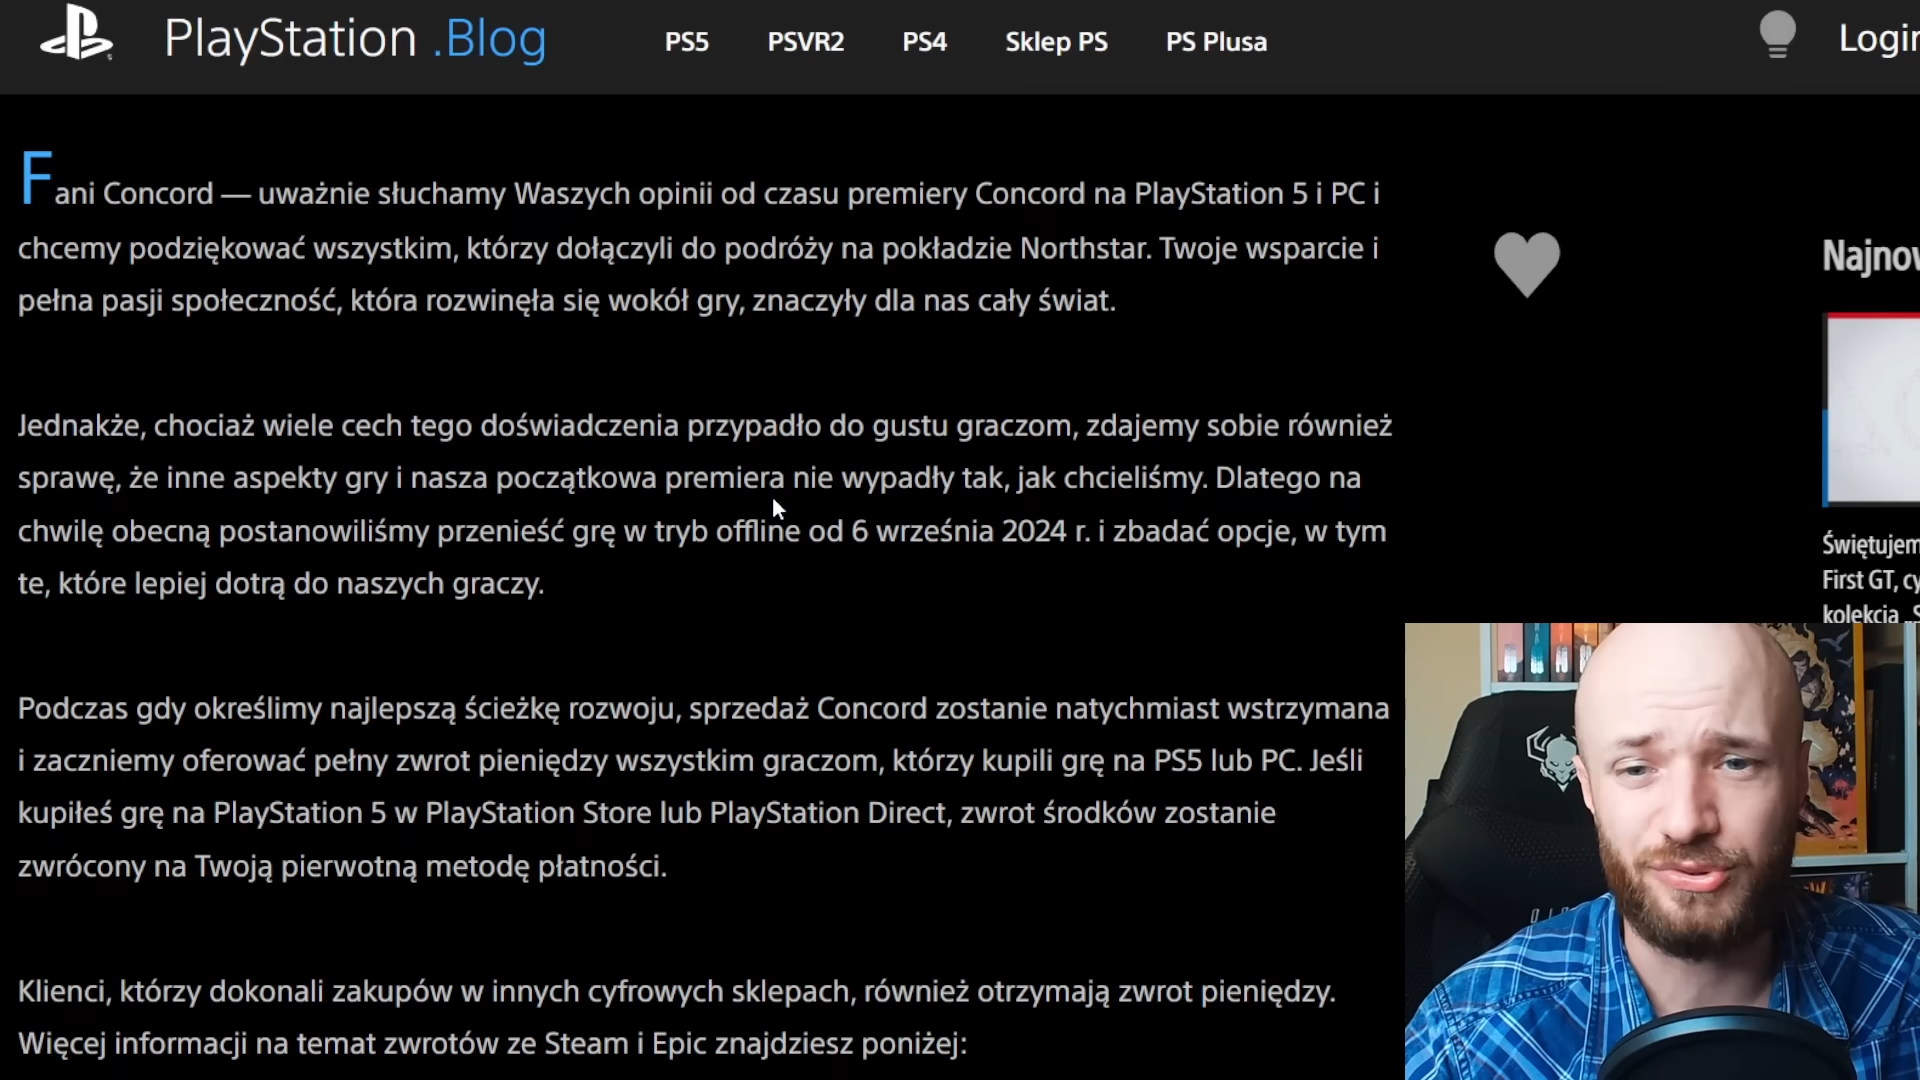 PlayStation .Blog
PS5 PSVR2 PS4 Sklep PS PS Plusa
Login
Fani Concord — uważnie słuchamy Waszych opinii od czasu premiery Concord na PlayStation 5 i PC i
chcemy podziękować wszystkim, którzy dołączyli do podróży na pokładzie Northstar. Twoje wsparcie i
pełna pasji społeczność, która rozwinęła się wokół gry, znaczyły dla nas cały świat.
Jednakże, chociaż wiele cech tego doświadczenia przypadło do gustu graczom, zdajemy sobie również
sprawę, że inne aspekty gry i nasza początkowa premiera nie wypadły tak, jak chcieliśmy. Dlatego na
chwilę obecną postanowiliśmy przenieść grę w tryb offline od 6 września 2024 r. i zbadać opcje, w tym
te, które lepiej dotrą do naszych graczy.
Podczas gdy określimy najlepszą ścieżkę rozwoju, sprzedaż Concord zostanie natychmiast wstrzymana
i zaczniemy oferować pełny zwrot pieniędzy wszystkim graczom, którzy kupili grę na PS5 lub PC. Jeśli
kupiłeś grę na PlayStation 5 w PlayStation Store lub PlayStation Direct, zwrot środków zostanie
zwrócony na Twoją pierwotną metodę płatności.
Klienci, którzy dokonali zakupów w innych cyfrowych sklepach, również otrzymają zwrot pieniędzy.
Więcej informacji na temat zwrotów ze Steam i Epic znajdziesz poniżej:
Najnow
Świętujem
First GT, cy
kolekcja „S